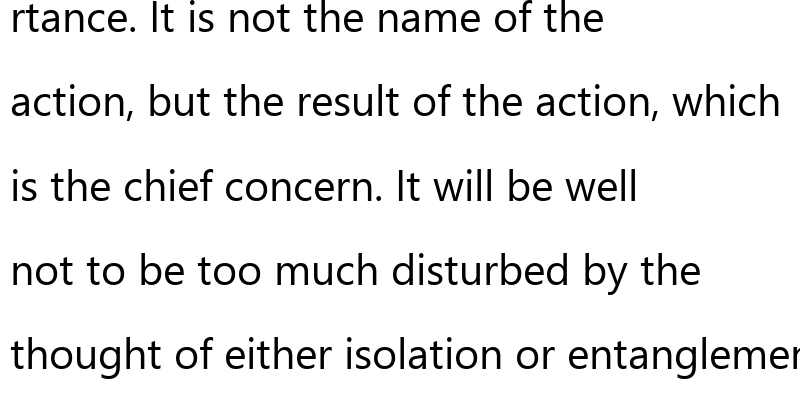 rtance. It is not the name of the
action, but the result of the action, which
is the chief concern. It will be well
not to be too much disturbed by the
thought of either isolation or entanglemen